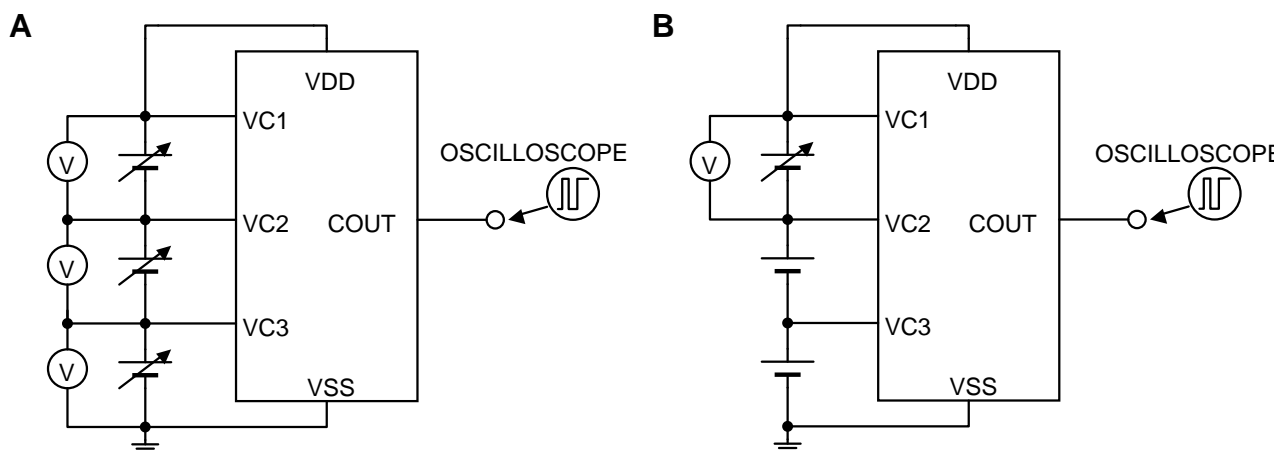 A
VDD
VC1
V
OSCILLOSCOPE
VC2
COUT
V
VC3
V
VSS
B
VDD
VC1
V
OSCILLOSCOPE
VC2
COUT
VC3
VSS